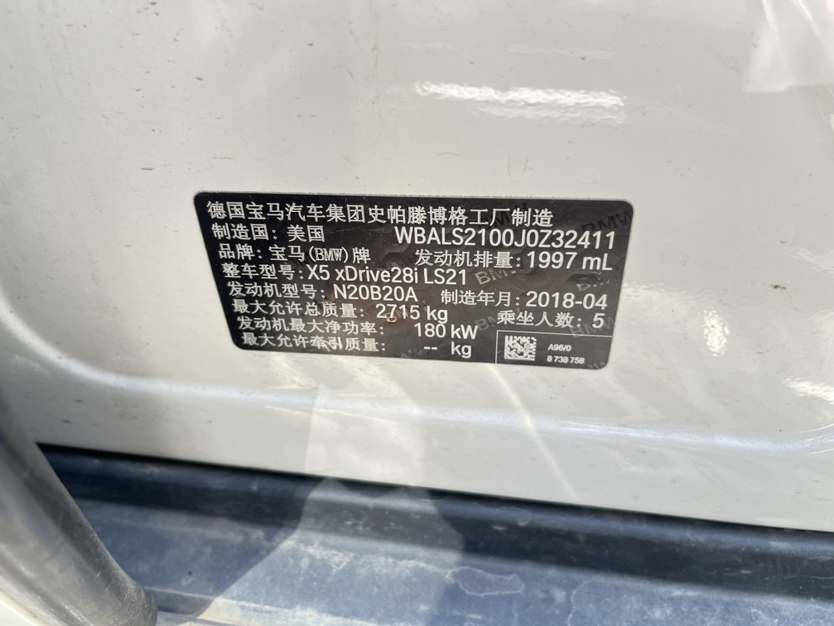 德国宝马汽车集团史帕滕博格工厂制造
制造国: 美国 WBALS2100J0Z32411
品牌: 宝马(BMW)牌 发动机排量: 1997 mL
整车型号: X5 xDrive28i LS21
发动机型号: N20B20A 制造年月: 2018-04
最大允许总质量: 2715 kg 乘坐人数: 5
发动机最大净功率: 180 kW
最大允许牵引质量: -- kg
A96/0
8 738 758